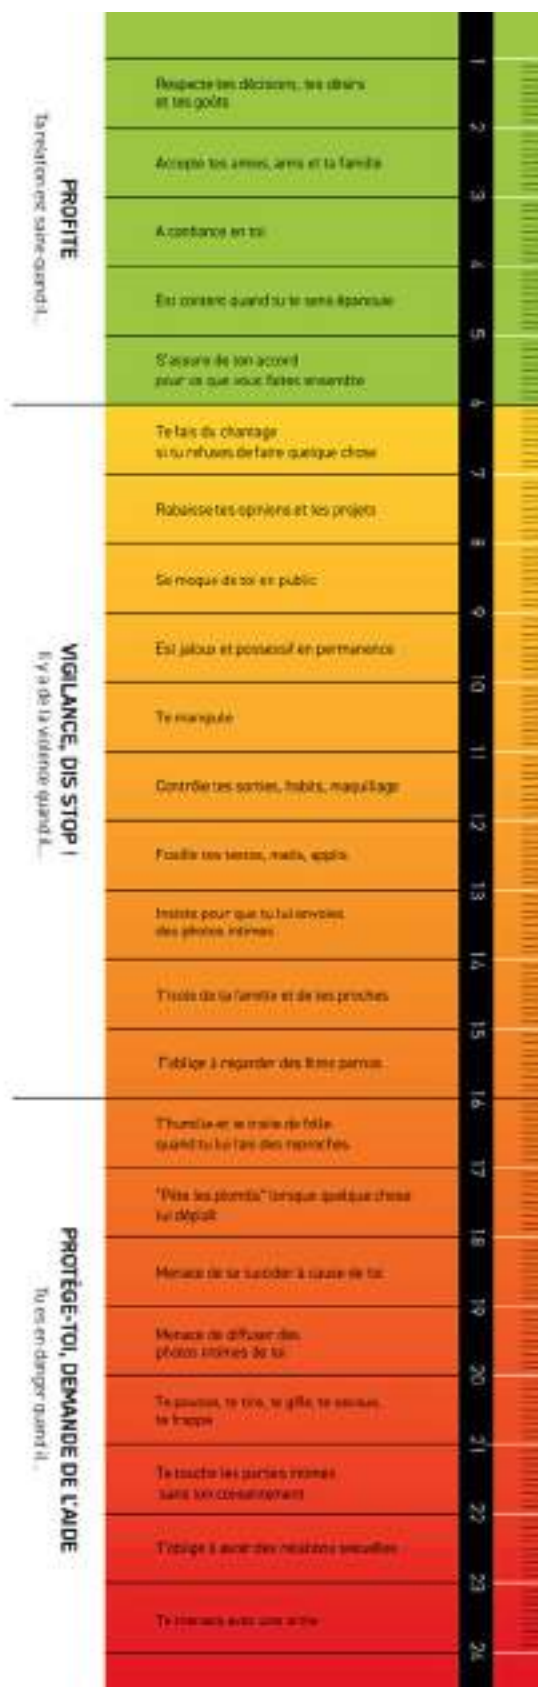 PROFITE
Ta relation est saine quand il...
1
Respecte tes décisions, tes désirs
et tes goûts
2
Accepte tes amies, amis et ta famille
3
A confiance en toi
4
Est content quand tu te sens épanouie
5
S'assure de ton accord
pour ce que vous faites ensemble
6
VIGILANCE, DIS STOP !
Il y a de la violence quand il...
Te fais du chantage
si tu refuses de faire quelque chose
7
Rabaisse tes opinions et tes projets
8
Se moque de toi en public
9
Est jaloux et possessif en permanence
10
Te manipule
11
Contrôle tes sorties, habits, maquillage
12
Fouille tes textos, mails, applis
13
Insiste pour que tu lui envoies
des photos intimes
14
T'isole de ta famille et de tes proches
15
T'oblige à regarder des films pornos
16
PROTÈGE-TOI, DEMANDE DE L'AIDE
Tu es en danger quand il...
T'humilie et te traite de folle
quand tu lui fais des reproches
17
"Pète les plombs" lorsque quelque chose
lui déplaît
18
Menace de se suicider à cause de toi
19
Menace de diffuser des
photos intimes de toi
20
Te pousse, te tire, te gifle, te secoue,
te frappe
21
Te touche les parties intimes
sans ton consentement
22
T'oblige à avoir des relations sexuelles
23
Te menace avec une arme
24